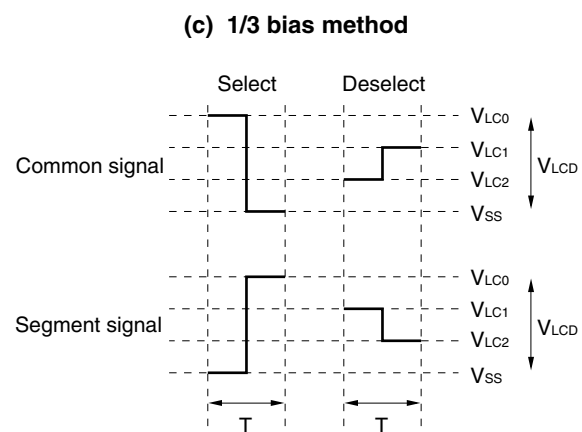 (c) 1/3 bias method
Select Deselect
Common signal
VLC0
VLC1
VLC2
VSS
VLCD
Segment signal
VLC0
VLC1
VLC2
VSS
VLCD
T T